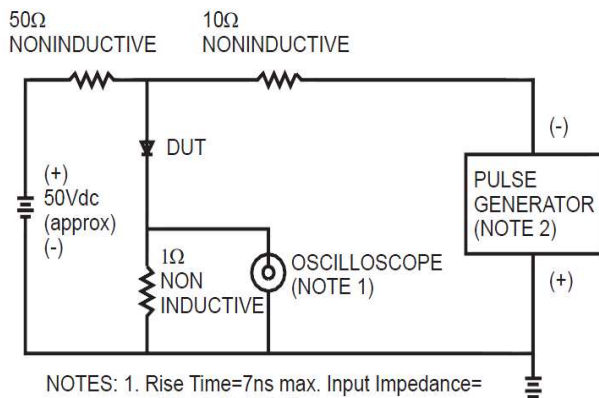 50Ω
NONINDUCTIVE
10Ω
NONINDUCTIVE
DUT
(+)
50Vdc
(approx)
(-)
1Ω
NON
INDUCTIVE
OSCILLOSCOPE
(NOTE 1)
(-)
PULSE
GENERATOR
(NOTE 2)
(+)
NOTES: 1. Rise Time=7ns max. Input Impedance=